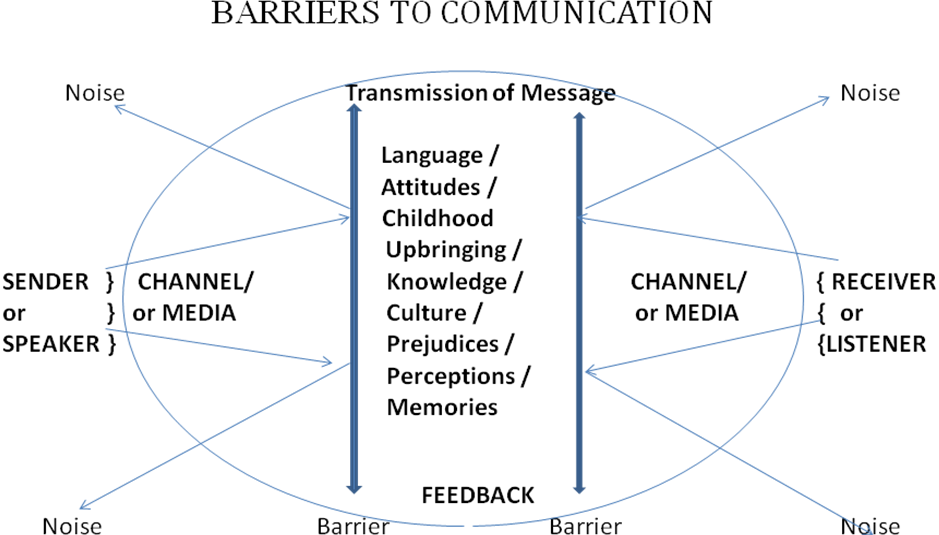 BARRIERS TO COMMUNICATION
Noise
Transmission of Message
Noise
Language /
Attitudes /
Childhood
Upbringing /
Knowledge /
Culture /
Prejudices /
Perceptions /
Memories
SENDER }
or }
SPEAKER }
CHANNEL/
or MEDIA
CHANNEL/
or MEDIA
{ RECEIVER
{ or
{LISTENER
FEEDBACK
Noise
Barrier
Barrier
Noise